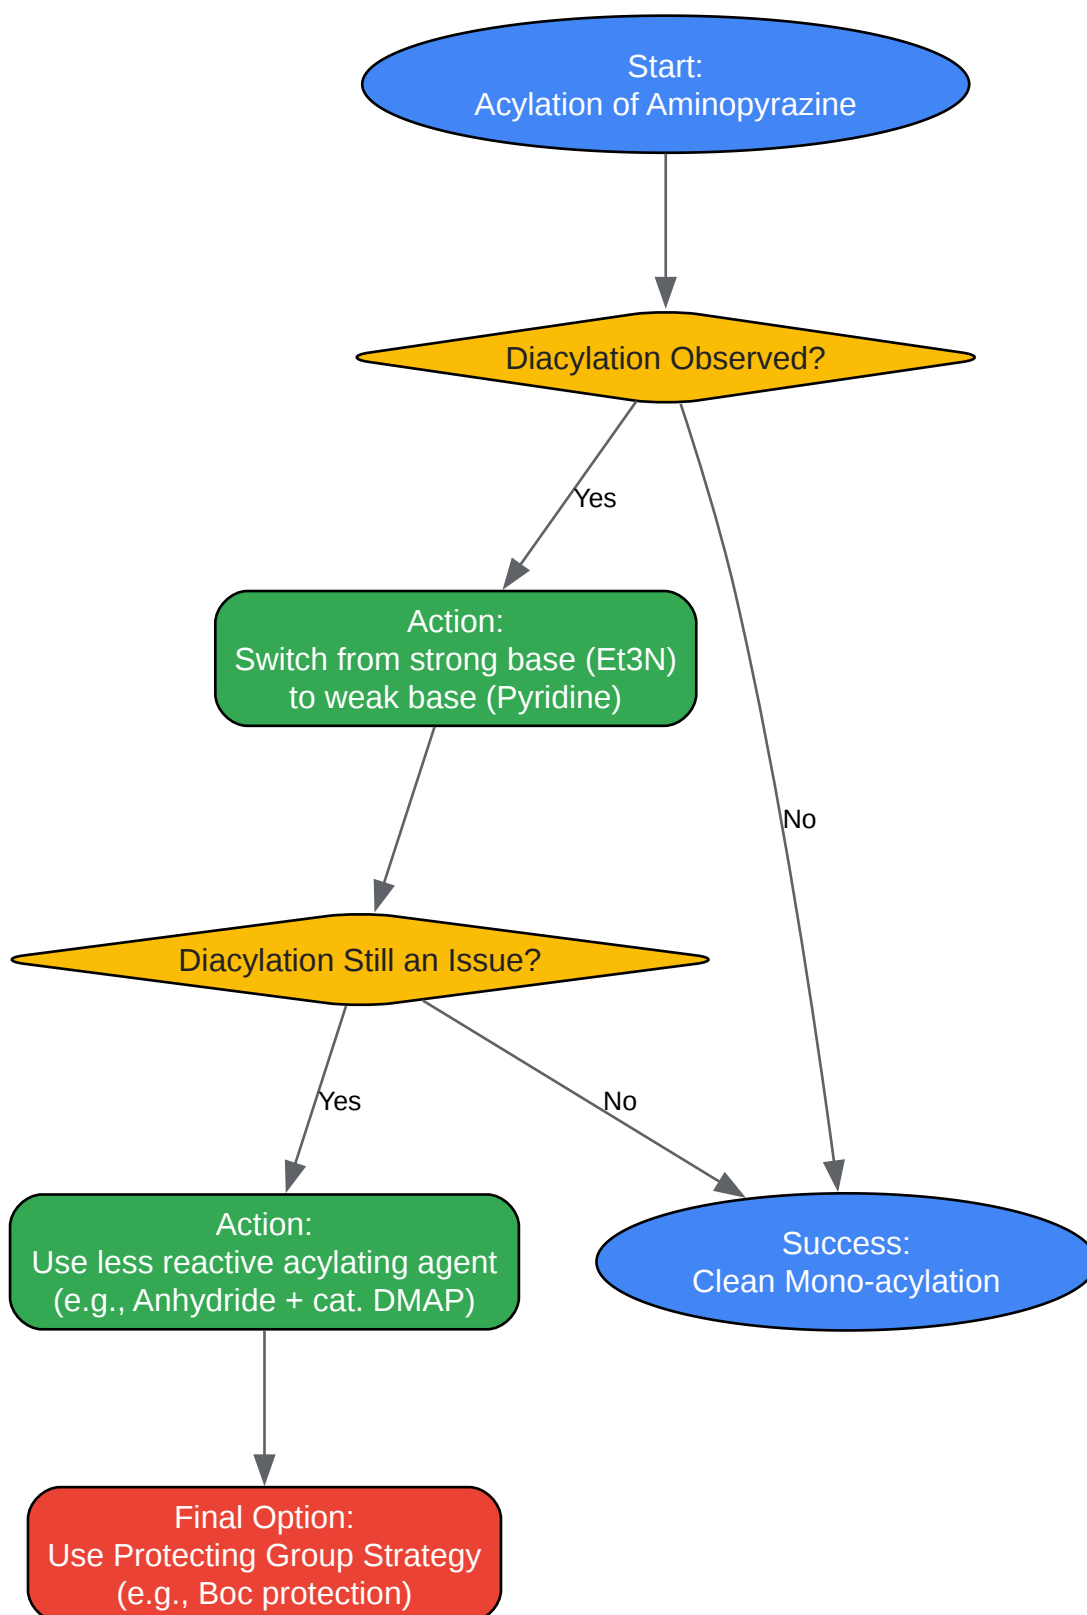 Start:
Acylation of Aminopyrazine
Diacylation Observed?
Yes
Action:
Switch from strong base (Et3N)
to weak base (Pyridine)
No
Diacylation Still an Issue?
Yes
No
Action:
Use less reactive acylating agent
(e.g., Anhydride + cat. DMAP)
Success:
Clean Mono-acylation
Final Option:
Use Protecting Group Strategy
(e.g., Boc protection)